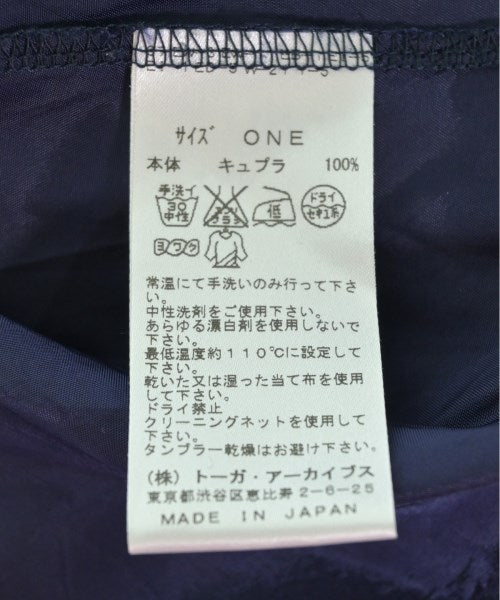 サイズ ONE
本体 キュプラ 100%
手洗イ
30
中性
エンソ
サラシ
低
ドライ
セキユ系
ヨワク
常温にて手洗いのみ行って下さ
い。
中性洗剤をご使用下さい。
あらゆる漂白剤を使用しないで
下さい。
最低温度約110℃に設定して
下さい。
乾いた又は湿った当て布を使用
して下さい。
ドライ禁止
クリーニングネットを使用して
下さい。
タンブラー乾燥はお避け下さい。
(株)トーガ・アーカイブス
東京都渋谷区恵比寿2-6-25
MADE IN JAPAN